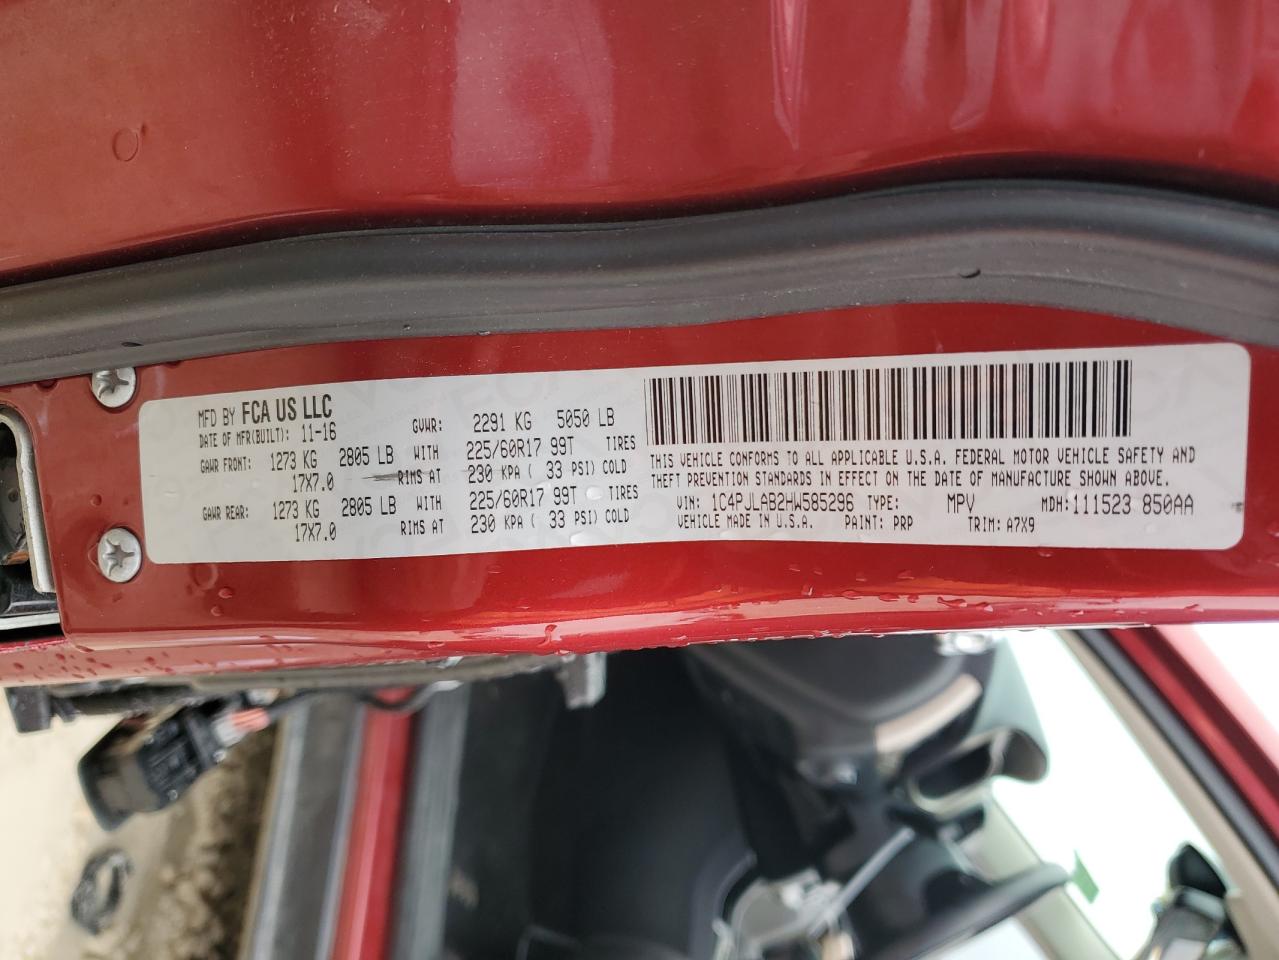 MFD BY FCA US LLC
DATE OF MFR(BUILT): 11-16 GVWR: 2291 KG 5050 LB
GAWR FRONT: 1273 KG 2805 LB WITH 225/60R17 99T TIRES
17X7.0 RIMS AT 230 KPA ( 33 PSI) COLD
GAWR REAR: 1273 KG 2805 LB WITH 225/60R17 99T TIRES
17X7.0 RIMS AT 230 KPA ( 33 PSI) COLD
THIS VEHICLE CONFORMS TO ALL APPLICABLE U.S.A. FEDERAL MOTOR VEHICLE SAFETY AND
THEFT PREVENTION STANDARDS IN EFFECT ON THE DATE OF MANUFACTURE SHOWN ABOVE.
VIN: 1C4PJLAB2HW585296 TYPE: MPV MDH: 111523 850AA
VEHICLE MADE IN U.S.A. PAINT: PRP TRIM: A7X9